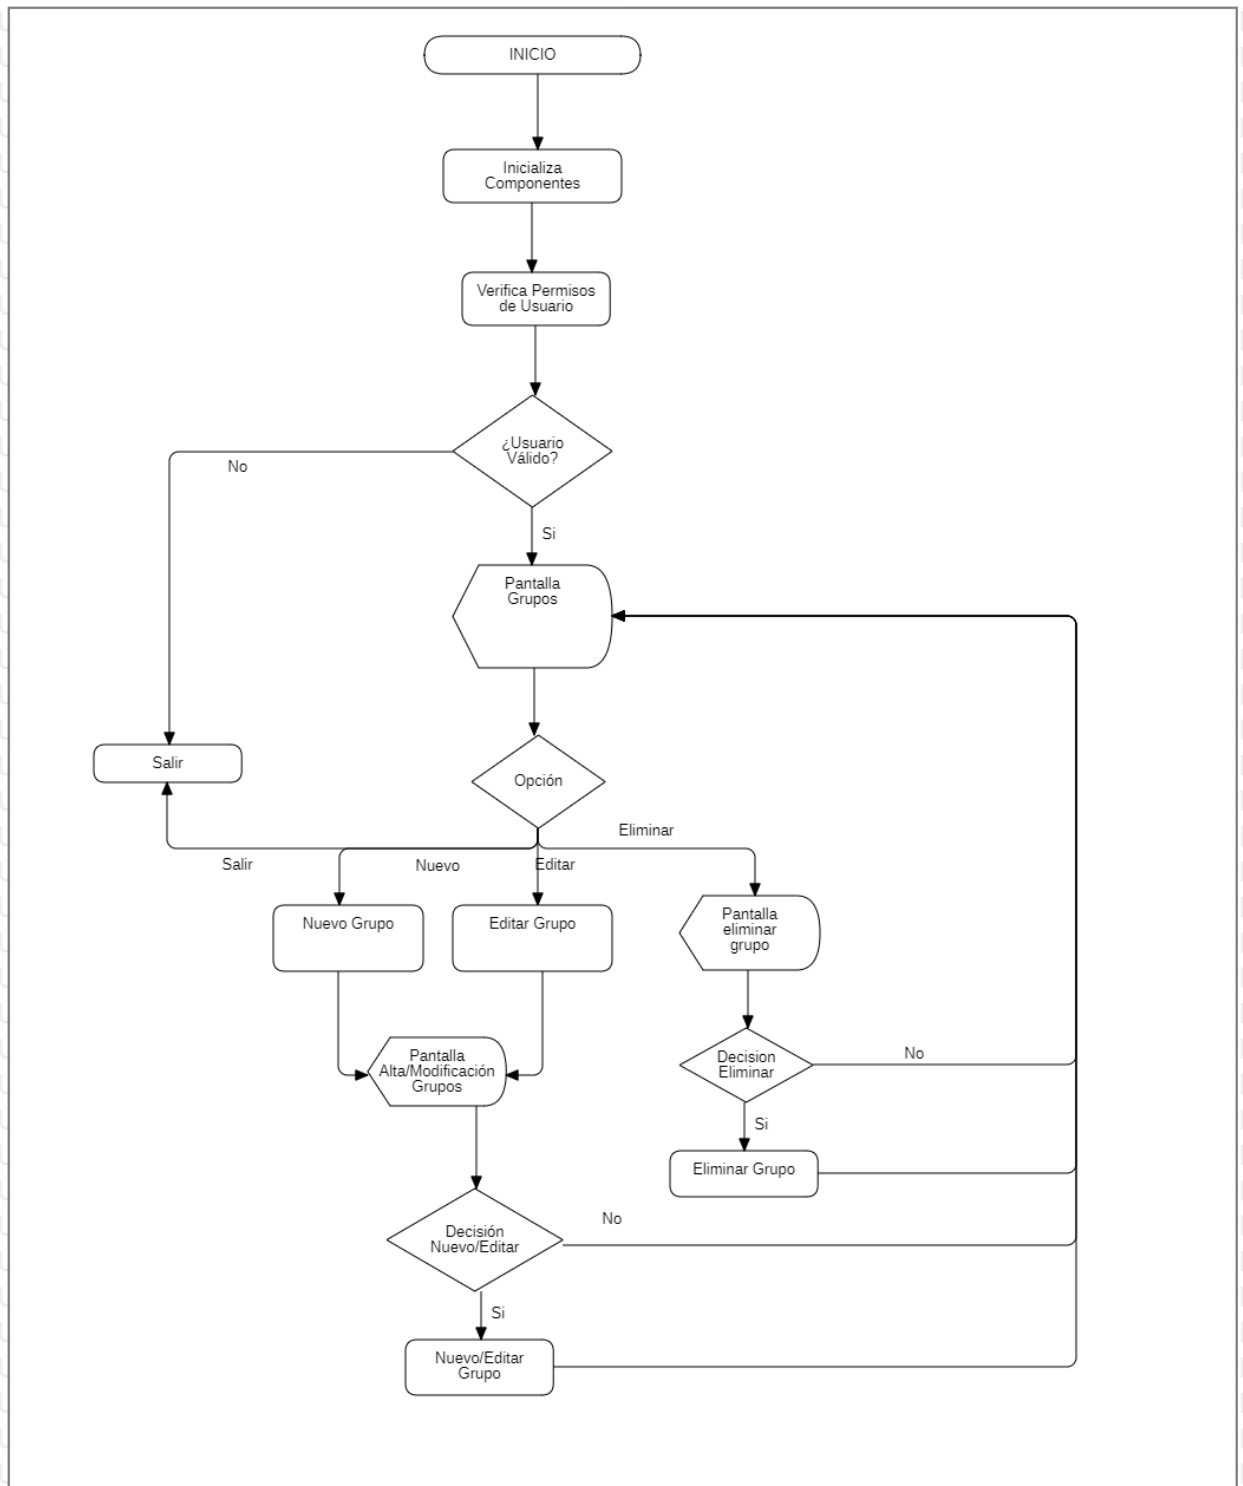 INICIO
Inicializa
Componentes
Verifica Permisos
de Usuario
¿Usuario
Válido?
No
Si
Pantalla
Grupos
Salir
Opción
Eliminar
Salir
Nuevo
Editar
Nuevo Grupo
Editar Grupo
Pantalla
eliminar
grupo
Pantalla
Alta/Modificación
Grupos
Decision
Eliminar
No
Si
Eliminar Grupo
Decisión
Nuevo/Editar
No
Si
Nuevo/Editar
Grupo